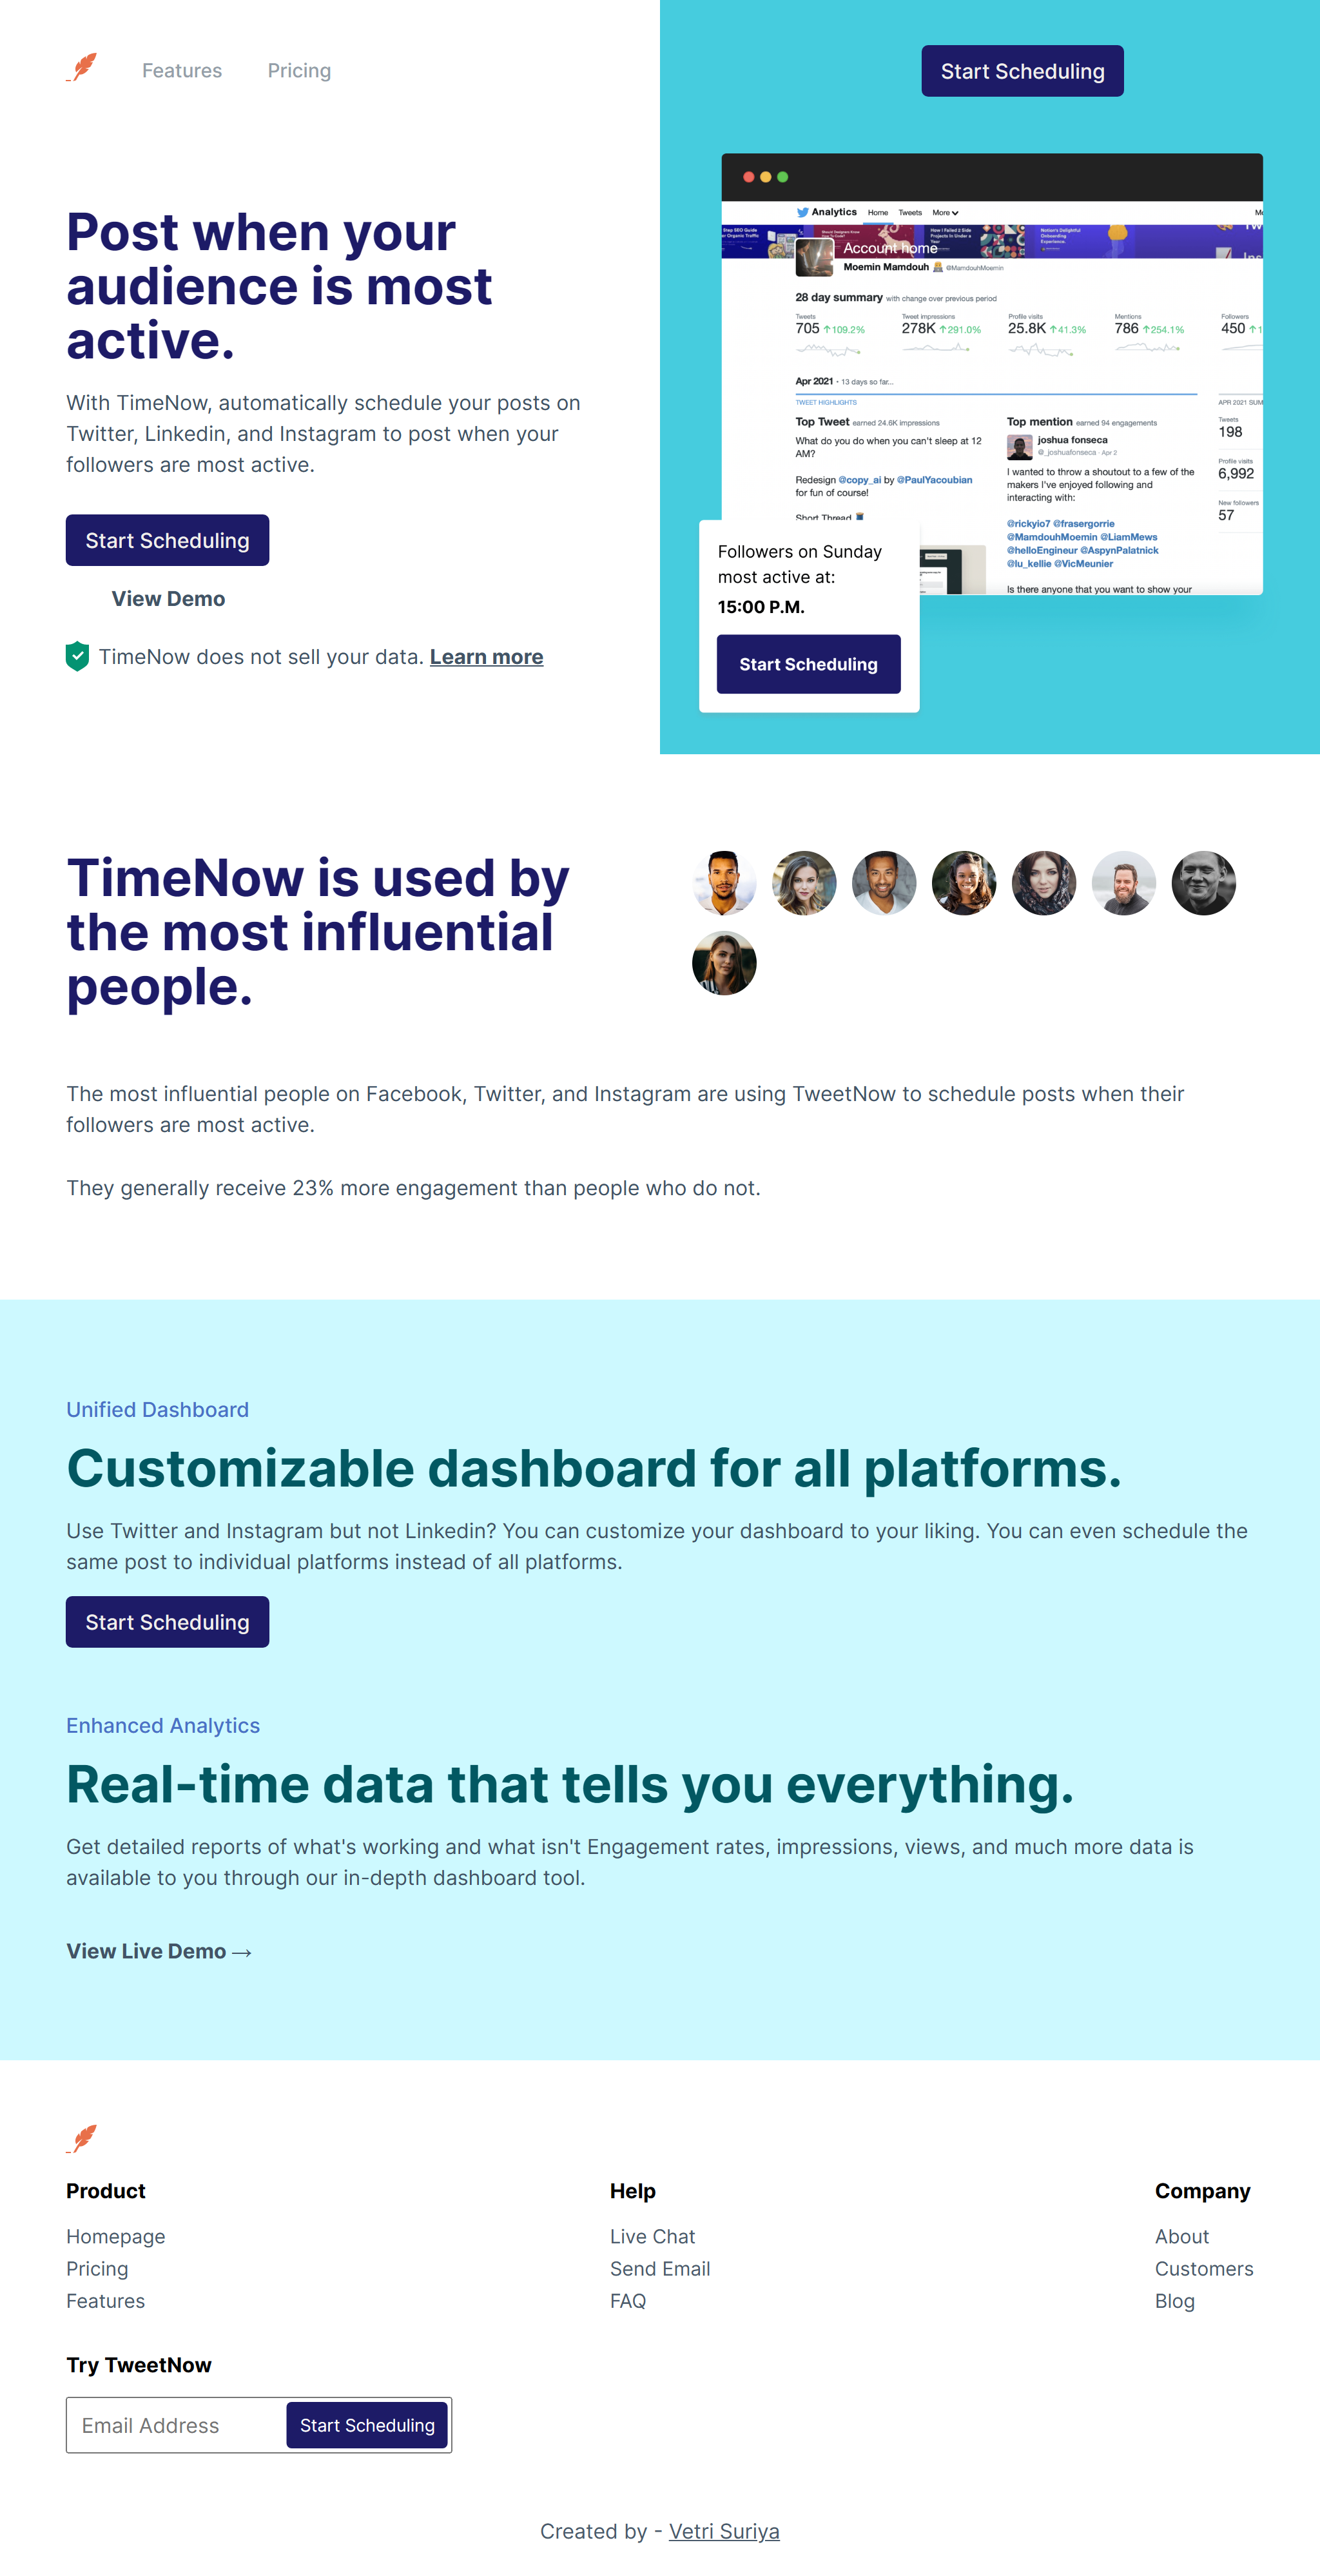 Features Pricing
Start Scheduling
Post when your
audience is most
active.
With TimeNow, automatically schedule your posts on
Twitter, Linkedin, and Instagram to post when your
followers are most active.
Start Scheduling
View Demo
TimeNow does not sell your data. Learn more
Analytics Home Tweets More
Account home
Moemin Mamdouh @MamdouhMoemin
28 day summary with change over previous period
Tweets Tweet impressions Profile visits Mentions Followers
705 ↑109.2% 278K ↑291.0% 25.8K ↑41.3% 786 ↑254.1% 450 ↑1
Apr 2021 · 13 days so far...
TWEET HIGHLIGHTS
Top Tweet earned 24.6K impressions
What do you do when you can't sleep at 12
AM?
Redesign @copy_ai by @PaulYacoubian
for fun of course!
Short Thread
Top mention earned 94 engagements
joshua fonseca
@_joshuafonseca · Apr 2
I wanted to throw a shoutout to a few of the
makers I've enjoyed following and
interacting with:
@rickyio7 @frasergorrie
@MamdouhMoemin @LiamMews
@helloEngineur @AspynPalatnick
@lu_kellie @VicMeunier
Is there anyone that you want to show your
APR 2021 SUM
Tweets
198
Profile visits
6,992
New followers
57
Followers on Sunday
most active at:
15:00 P.M.
Start Scheduling
TimeNow is used by
the most influential
people.
The most influential people on Facebook, Twitter, and Instagram are using TweetNow to schedule posts when their
followers are most active.
They generally receive 23% more engagement than people who do not.
Unified Dashboard
Customizable dashboard for all platforms.
Use Twitter and Instagram but not Linkedin? You can customize your dashboard to your liking. You can even schedule the
same post to individual platforms instead of all platforms.
Start Scheduling
Enhanced Analytics
Real-time data that tells you everything.
Get detailed reports of what's working and what isn't Engagement rates, impressions, views, and much more data is
available to you through our in-depth dashboard tool.
View Live Demo →
Product
Homepage
Pricing
Features
Help
Live Chat
Send Email
FAQ
Company
About
Customers
Blog
Try TweetNow
Email Address
Start Scheduling
Created by - Vetri Suriya